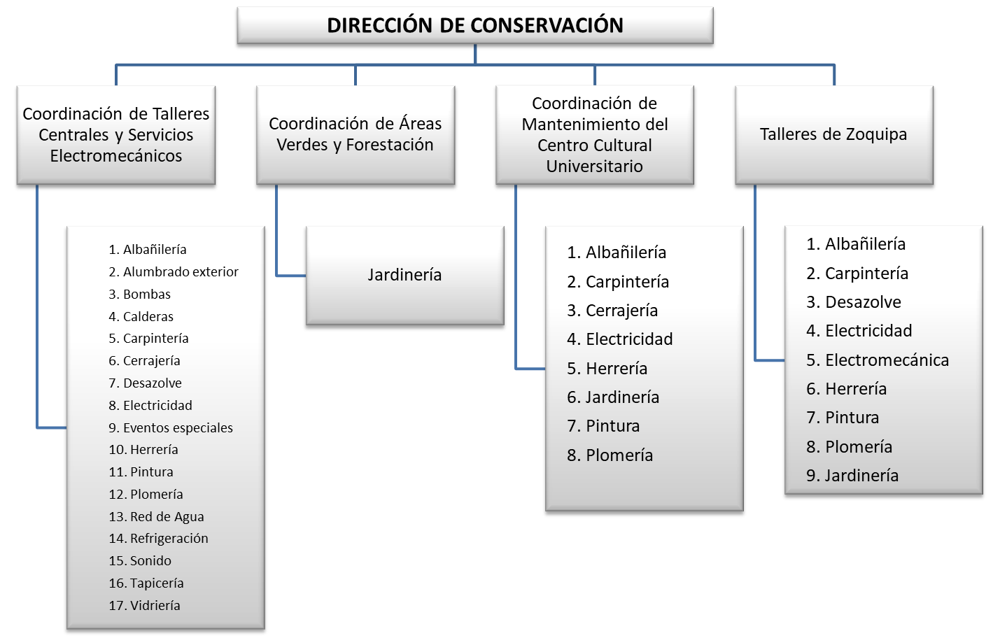 DIRECCIÓN DE CONSERVACIÓN
Coordinación de Talleres
Centrales y Servicios
Electromecánicos
Coordinación de Áreas
Verdes y Forestación
Coordinación de
Mantenimiento del
Centro Cultural
Universitario
Talleres de Zoquipa
1. Albañilería
2. Alumbrado exterior
3. Bombas
4. Calderas
5. Carpintería
6. Cerrajería
7. Desazolve
8. Electricidad
9. Eventos especiales
10. Herrería
11. Pintura
12. Plomería
13. Red de Agua
14. Refrigeración
15. Sonido
16. Tapicería
17. Vidriería
Jardinería
1. Albañilería
2. Carpintería
3. Cerrajería
4. Electricidad
5. Herrería
6. Jardinería
7. Pintura
8. Plomería
1. Albañilería
2. Carpintería
3. Desazolve
4. Electricidad
5. Electromecánica
6. Herrería
7. Pintura
8. Plomería
9. Jardinería